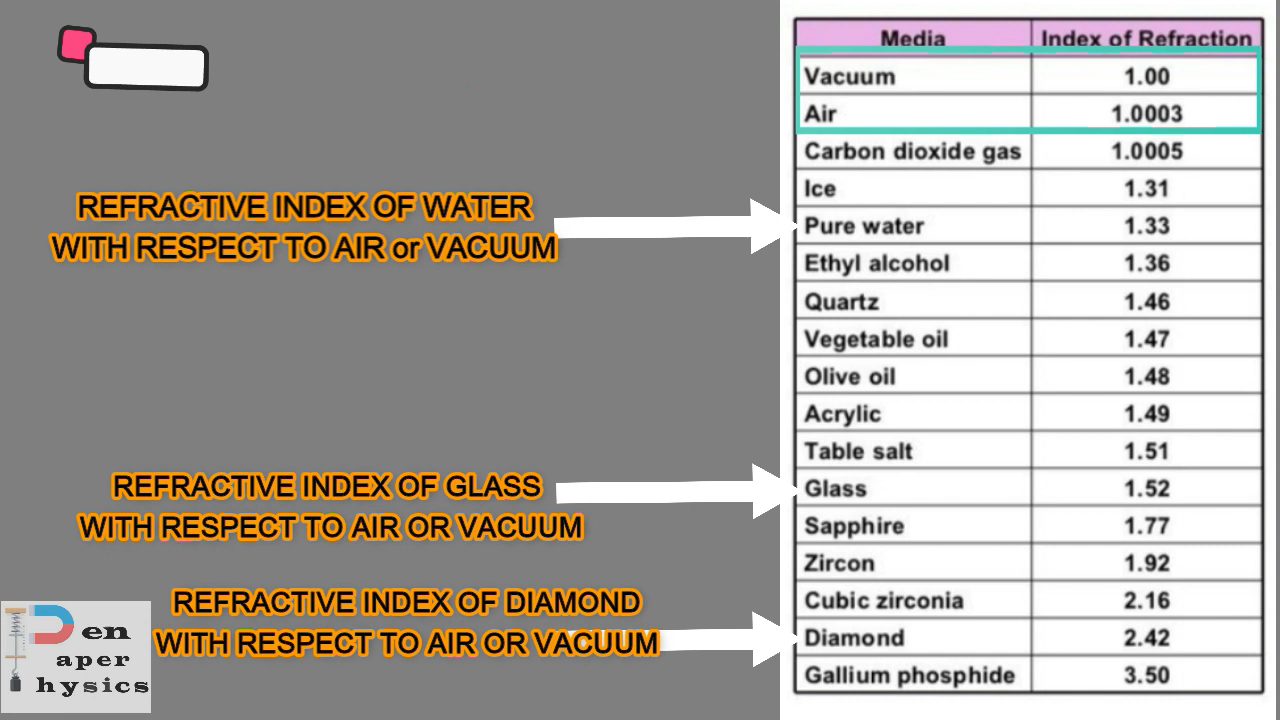 REFRACTIVE INDEX OF WATER
WITH RESPECT TO AIR or VACUUM
REFRACTIVE INDEX OF GLASS
WITH RESPECT TO AIR OR VACUUM
REFRACTIVE INDEX OF DIAMOND
WITH RESPECT TO AIR OR VACUUM
Pen
aper
hysics
Media Index of Refraction
Vacuum 1.00
Air 1.0003
Carbon dioxide gas 1.0005
Ice 1.31
Pure water 1.33
Ethyl alcohol 1.36
Quartz 1.46
Vegetable oil 1.47
Olive oil 1.48
Acrylic 1.49
Table salt 1.51
Glass 1.52
Sapphire 1.77
Zircon 1.92
Cubic zirconia 2.16
Diamond 2.42
Gallium phosphide 3.50